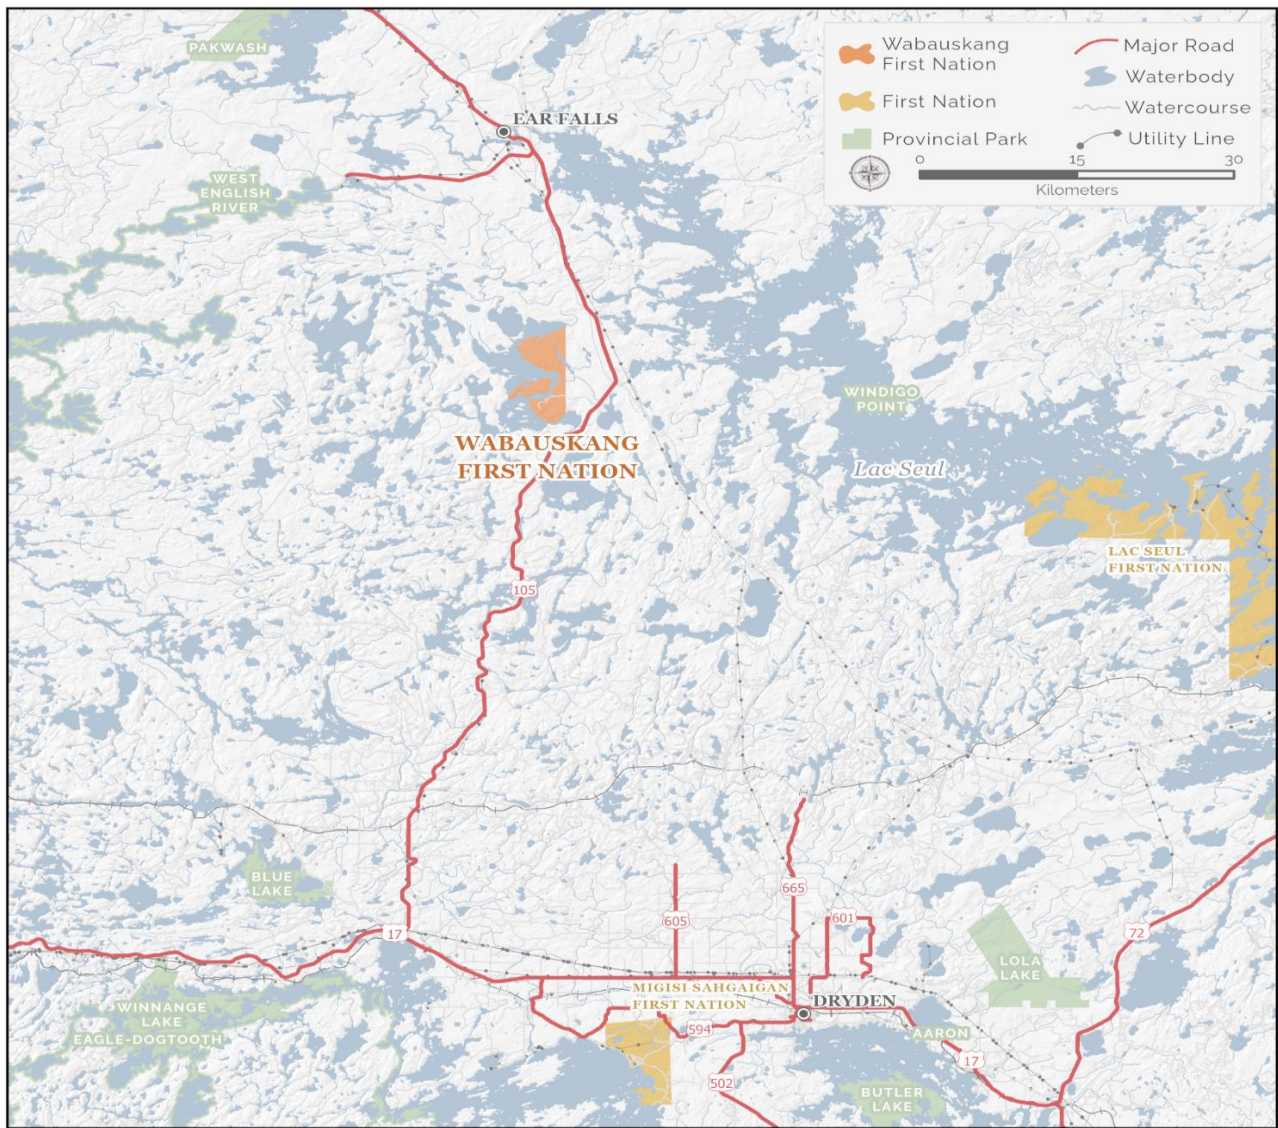 PAKWASH
Wabauskang
First Nation
First Nation
Provincial Park
Major Road
Waterbody
Watercourse
Utility Line
0 15 30
Kilometers
EAR FALLS
WEST
ENGLISH
RIVER
WINDIGO
POINT
WABAUSKANG
FIRST NATION
Lac Seul
LAC SEUL
FIRST NATION
105
BLUE
LAKE
665
605
601
17
72
LOLA
LAKE
MIGISI SAHGAIGAN
FIRST NATION
DRYDEN
WINNANGE
LAKE
EAGLE-DOGTOOTH
594
AARON
17
502
BUTLER
LAKE